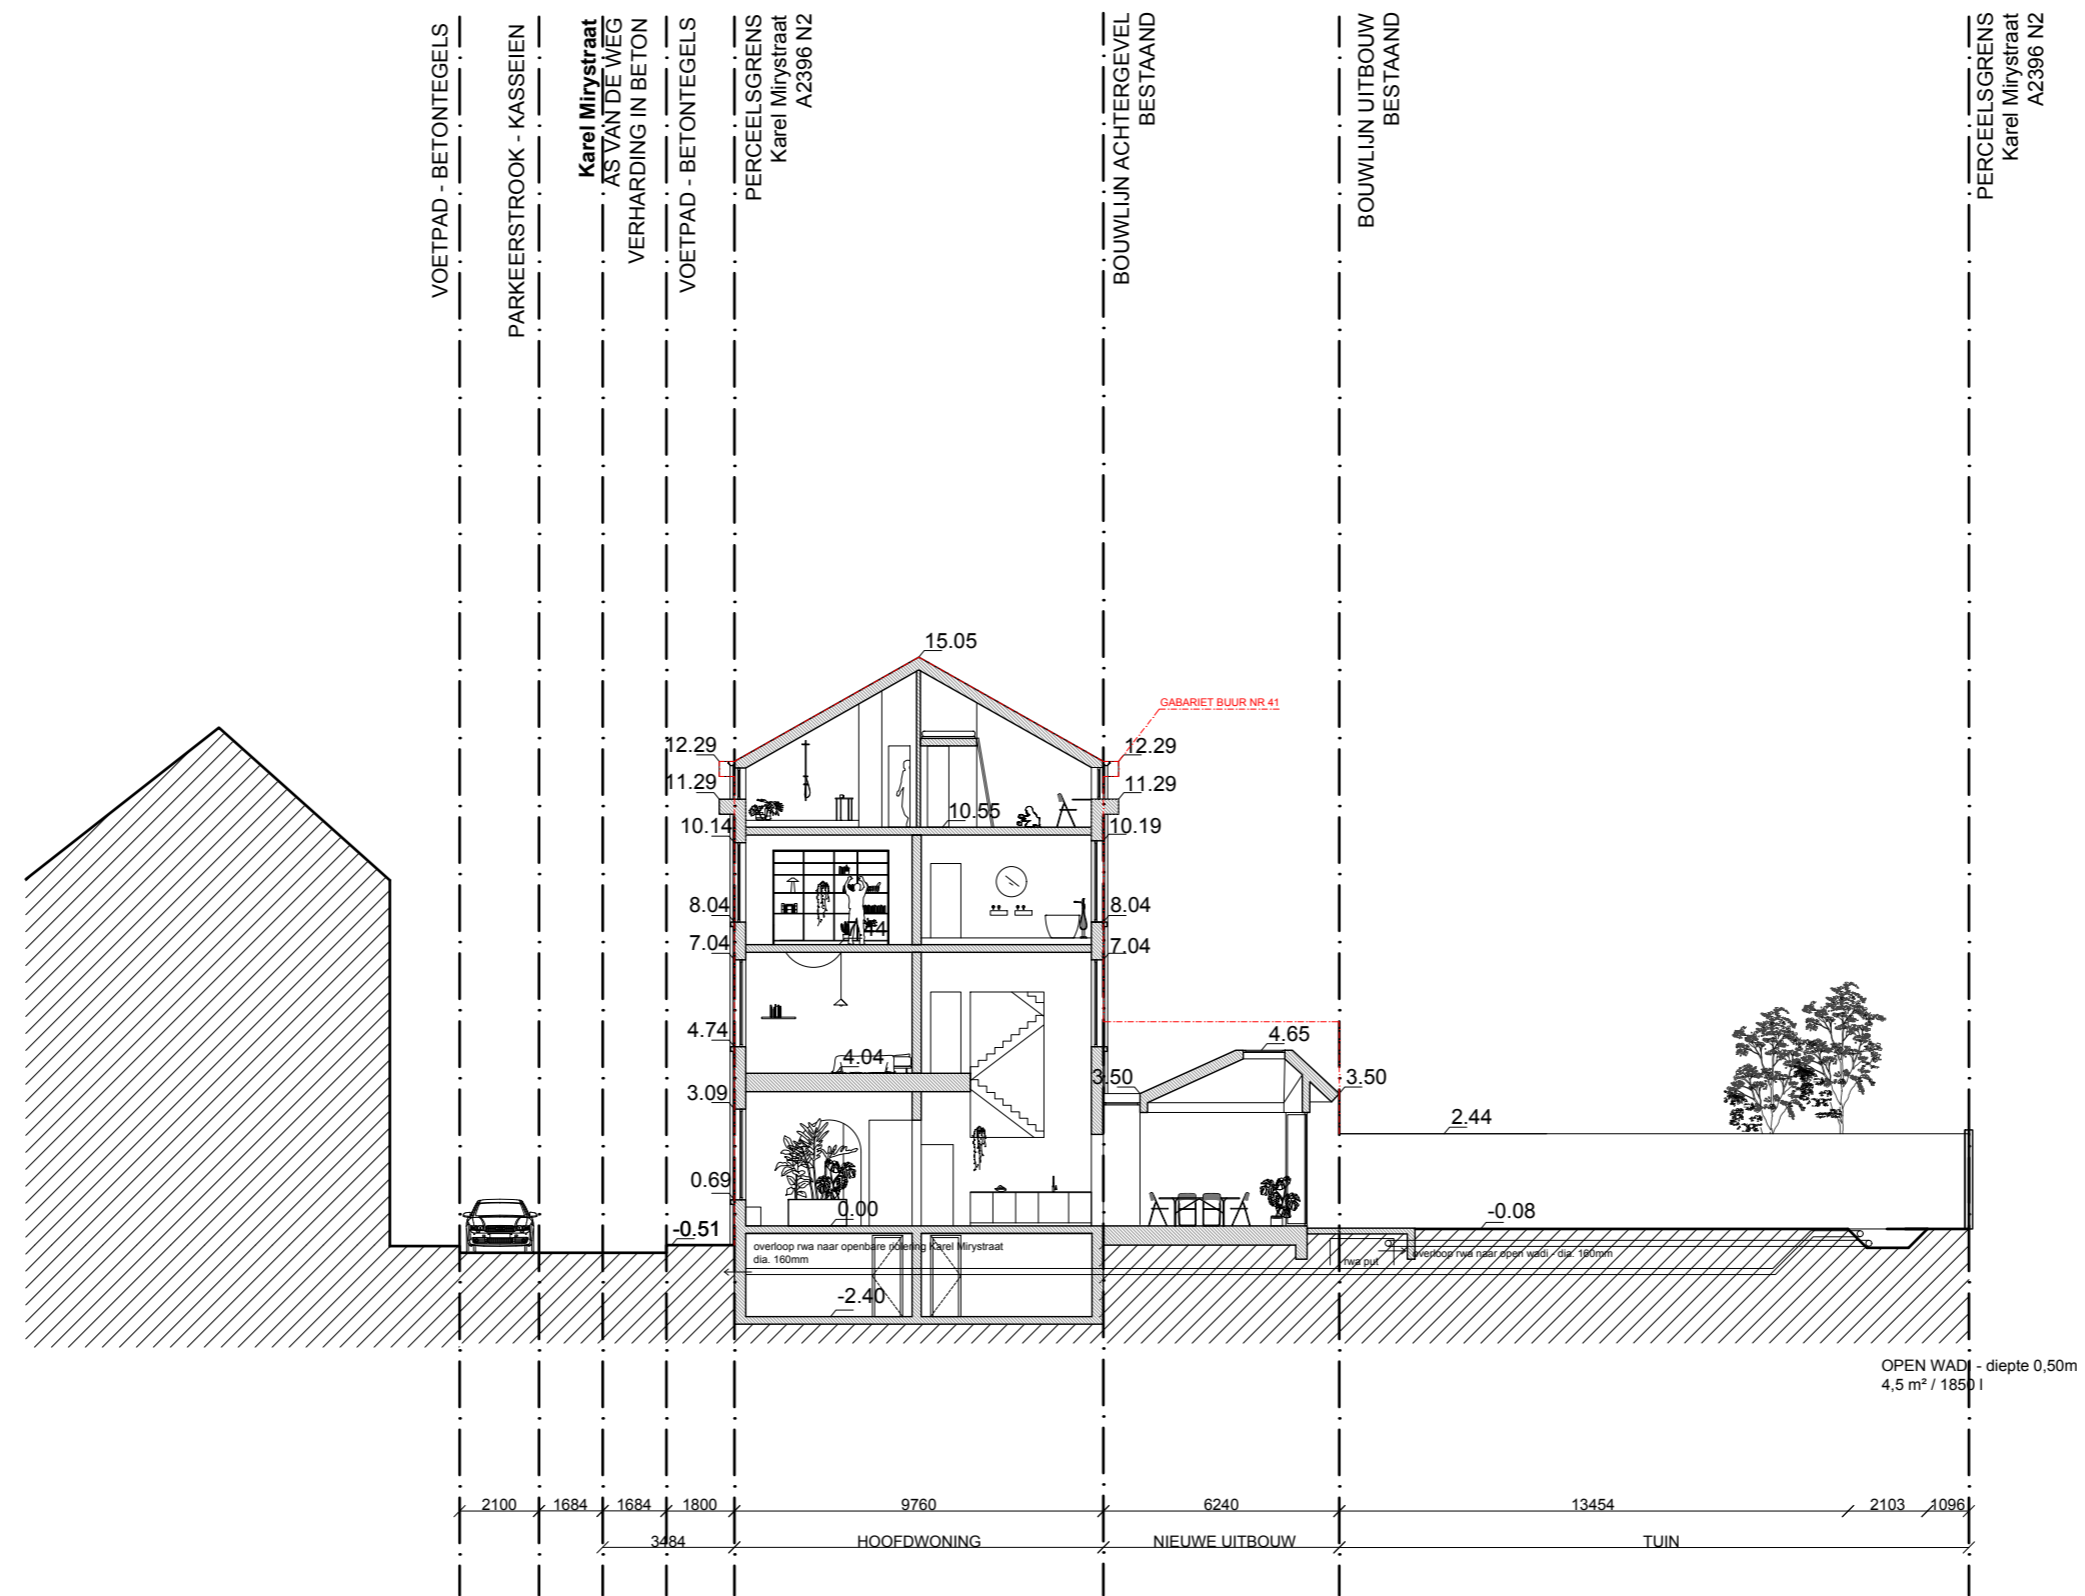 VOETPAD - BETONTEGELS
PARKEERSTROOK - KASSEIEN
Karel Mirystraat
AS VAN DE WEG
VERHARDING IN BETON
VOETPAD - BETONTEGELS
PERCEELSGRENS
Karel Mirystraat
A2396 N2
BOUWLIJN ACHTERGEVEL
BESTAAND
BOUWLIJN UITBOUW
BESTAAND
PERCEELSGRENS
Karel Mirystraat
A2396 N2
15.05
GABARIET BUUR NR 41
12.29
12.29
11.29
11.29
10.55
10.14
10.19
8.04
8.04
7.04
7.04
4.74
4.65
4.04
3.50
3.50
3.09
2.44
0.69
0.00
-0.08
-0.51
overloop rwa naar openbare riolering Karel Mirystraat
dia. 160mm
rwa put
overloop rwa naar open wadi - dia. 160mm
-2.40
OPEN WADI - diepte 0,50m
4,5 m² / 1850 l
2100
1684
1684
1800
9760
6240
13454
2103
1096
3484
HOOFDWONING
NIEUWE UITBOUW
TUIN